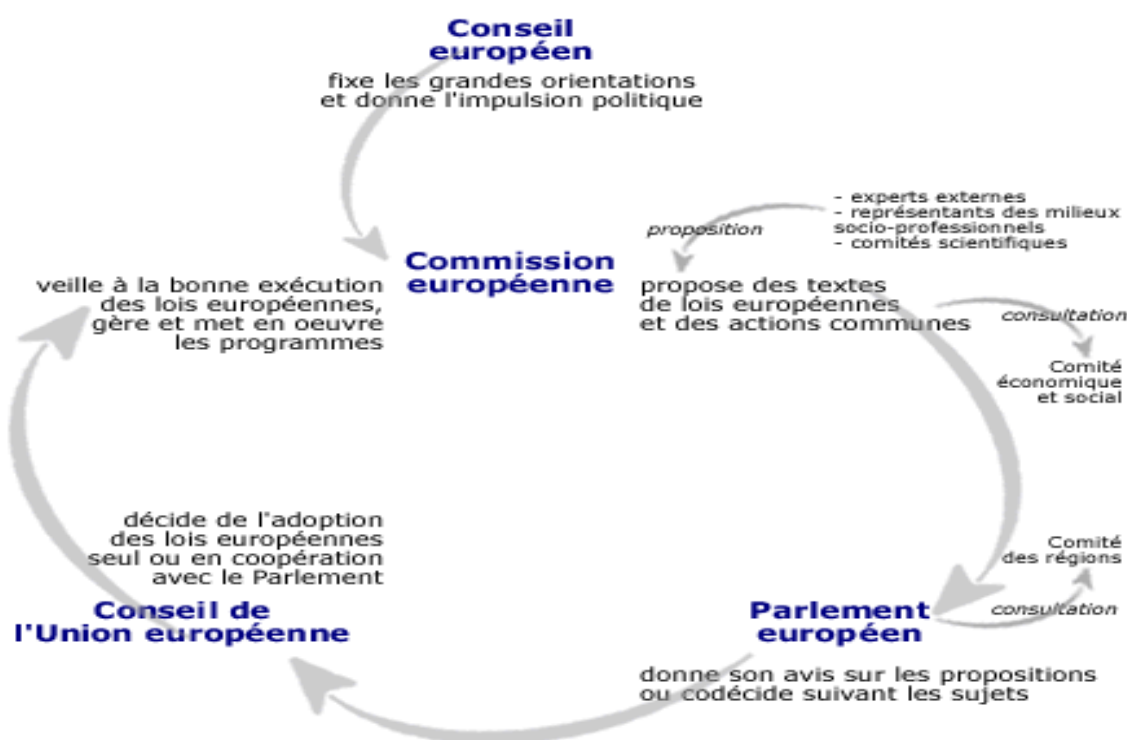 Conseil
européen
fixe les grandes orientations
et donne l'impulsion politique
- experts externes
- représentants des milieux
socio-professionnels
- comités scientifiques
proposition
Commission
européenne
veille à la bonne exécution
des lois européennes,
gère et met en oeuvre
les programmes
propose des textes
de lois européennes
et des actions communes
consultation
Comité
économique
et social
décide de l'adoption
des lois européennes
seul ou en coopération
avec le Parlement
Conseil de
l'Union européenne
Comité
des régions
consultation
Parlement
européen
donne son avis sur les propositions
ou codécide suivant les sujets